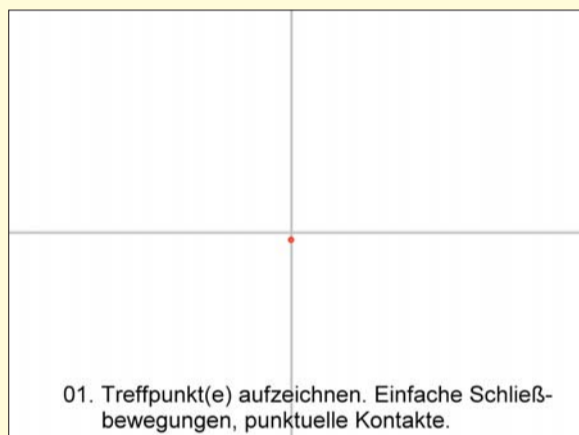 01. Treffpunkt(e) aufzeichnen. Einfache Schließ-
bewegungen, punktuelle Kontakte.